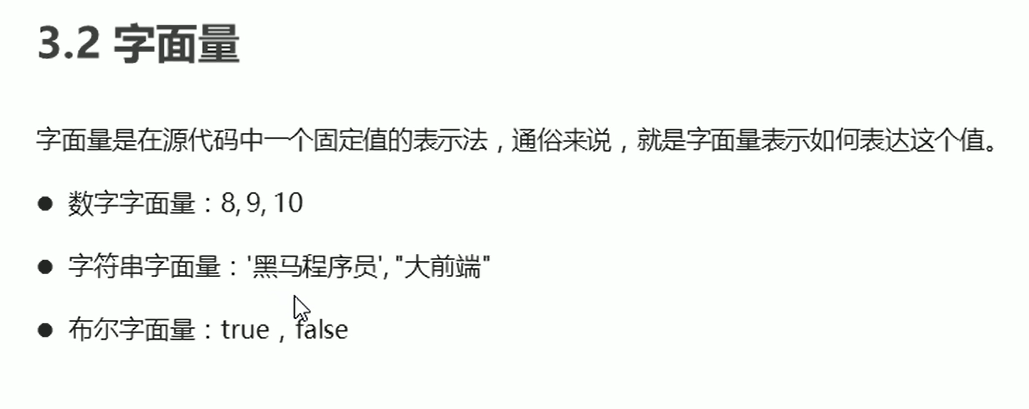 3.2 字面量
字面量是在源代码中一个固定值的表示法，通俗来说，就是字面量表示如何表达这个值。
● 数字字面量：8, 9, 10
● 字符串字面量：'黑马程序员', "大前端"
● 布尔字面量：true，false